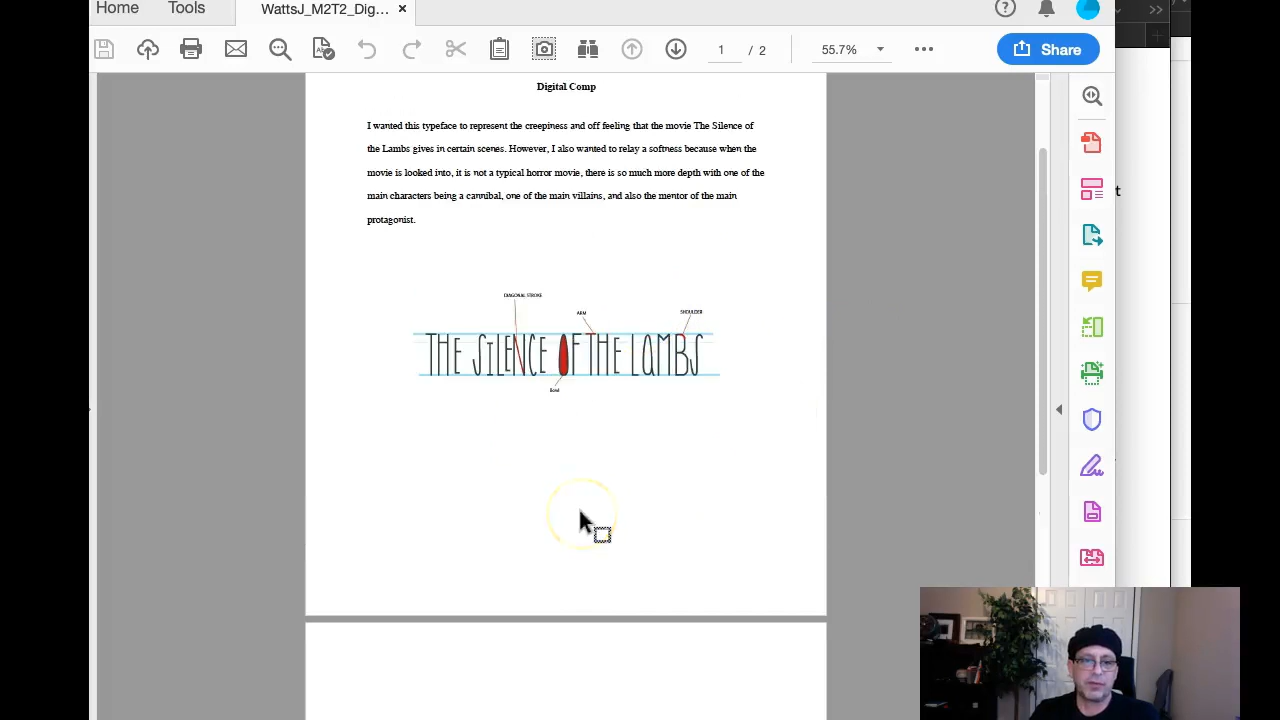 Home Tools WattsJ_M2T2_Dig... ×
1 / 2 55.7% Share
Digital Comp
I wanted this typeface to represent the creepiness and off feeling that the movie The Silence of
the Lambs gives in certain scenes. However, I also wanted to relay a softness because when the
movie is looked into, it is not a typical horror movie, there is so much more depth with one of the
main characters being a cannibal, one of the main villains, and also the mentor of the main
protagonist.
DIAGONAL STROKE
ARM
SHOULDER
THE SiLENCE OF THE LaMBS
Bowl
t